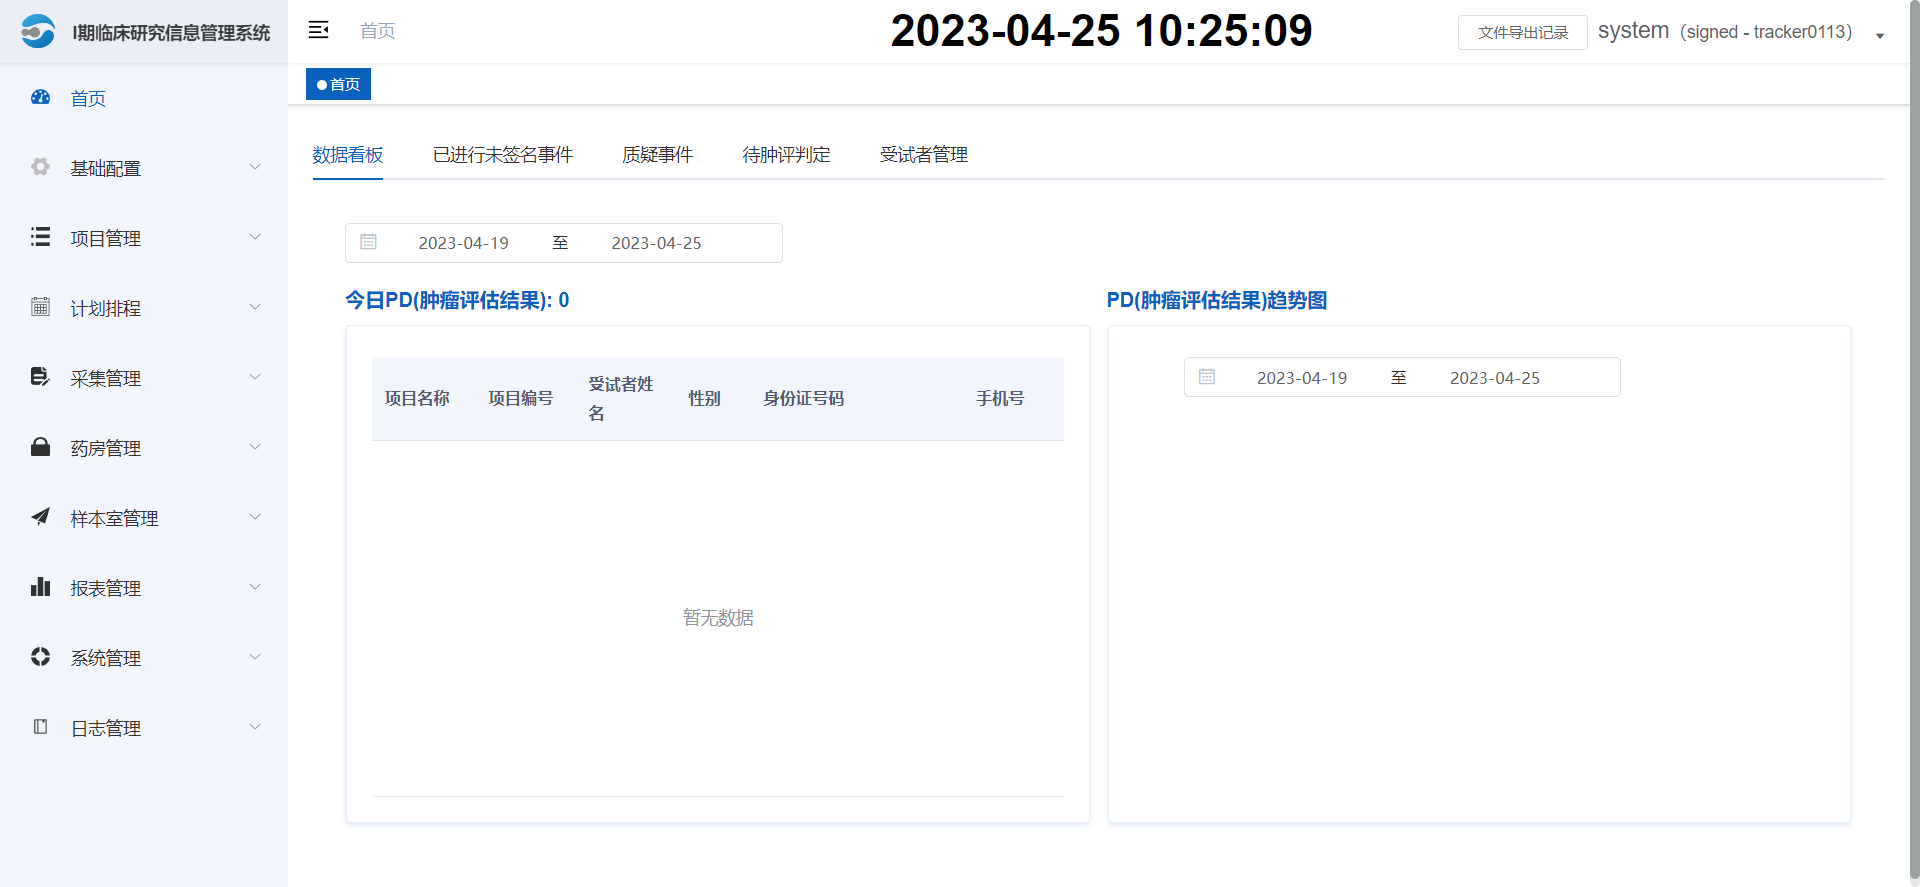 I期临床研究信息管理系统
首页
2023-04-25 10:25:09
文件导出记录
system（signed - tracker0113）
首页
首页
基础配置
项目管理
计划排程
采集管理
药房管理
样本室管理
报表管理
系统管理
日志管理
数据看板 已进行未签名事件 质疑事件 待肿评判定 受试者管理
2023-04-19 至 2023-04-25
今日PD(肿瘤评估结果): 0
项目名称 项目编号 受试者姓名 性别 身份证号码 手机号
暂无数据
PD(肿瘤评估结果)趋势图
2023-04-19 至 2023-04-25